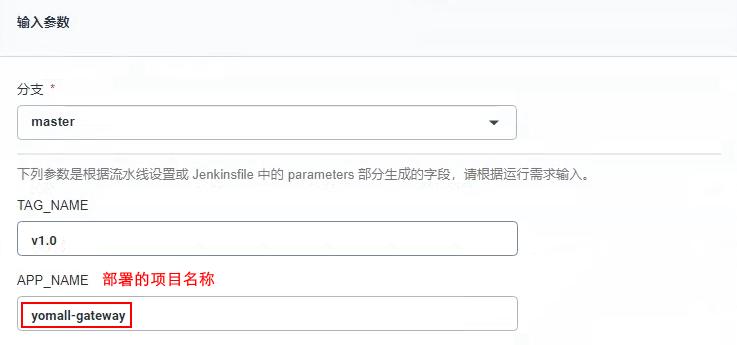 输入参数
分支 *
master
下列参数是根据流水线设置或 Jenkinsfile 中的 parameters 部分生成的字段，请根据运行需求输入。
TAG_NAME
v1.0
APP_NAME 部署的项目名称
yomall-gateway